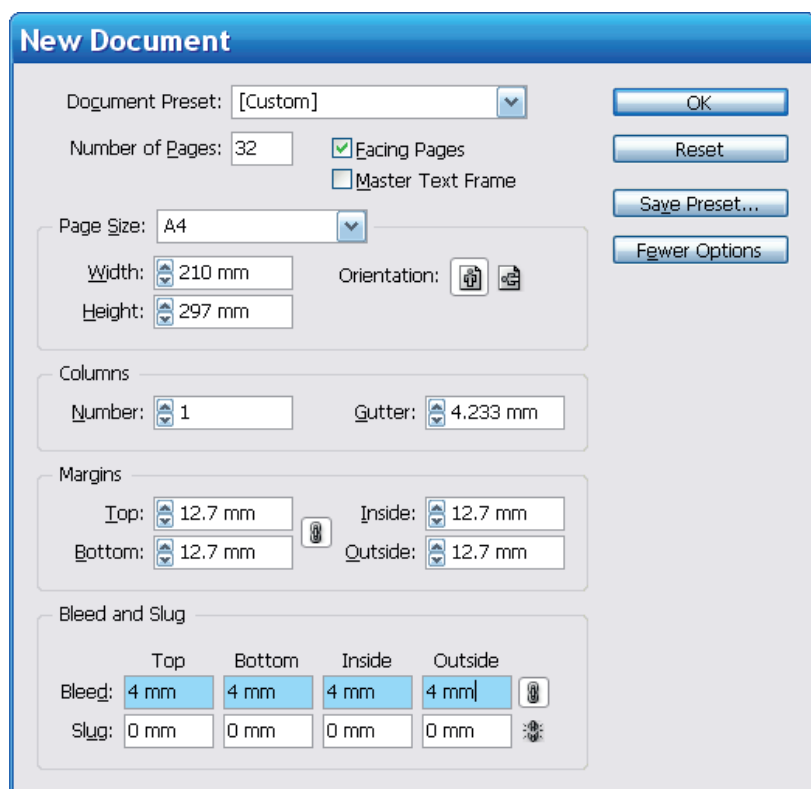 New Document
Document Preset: [Custom] OK
Number of Pages: 32 Facing Pages Reset
Master Text Frame
Save Preset...
Page Size: A4
Fewer Options
Width: 210 mm Orientation:
Height: 297 mm
Columns
Number: 1 Gutter: 4.233 mm
Margins
Top: 12.7 mm Inside: 12.7 mm
Bottom: 12.7 mm Outside: 12.7 mm
Bleed and Slug
Top Bottom Inside Outside
Bleed: 4 mm 4 mm 4 mm 4 mm
Slug: 0 mm 0 mm 0 mm 0 mm